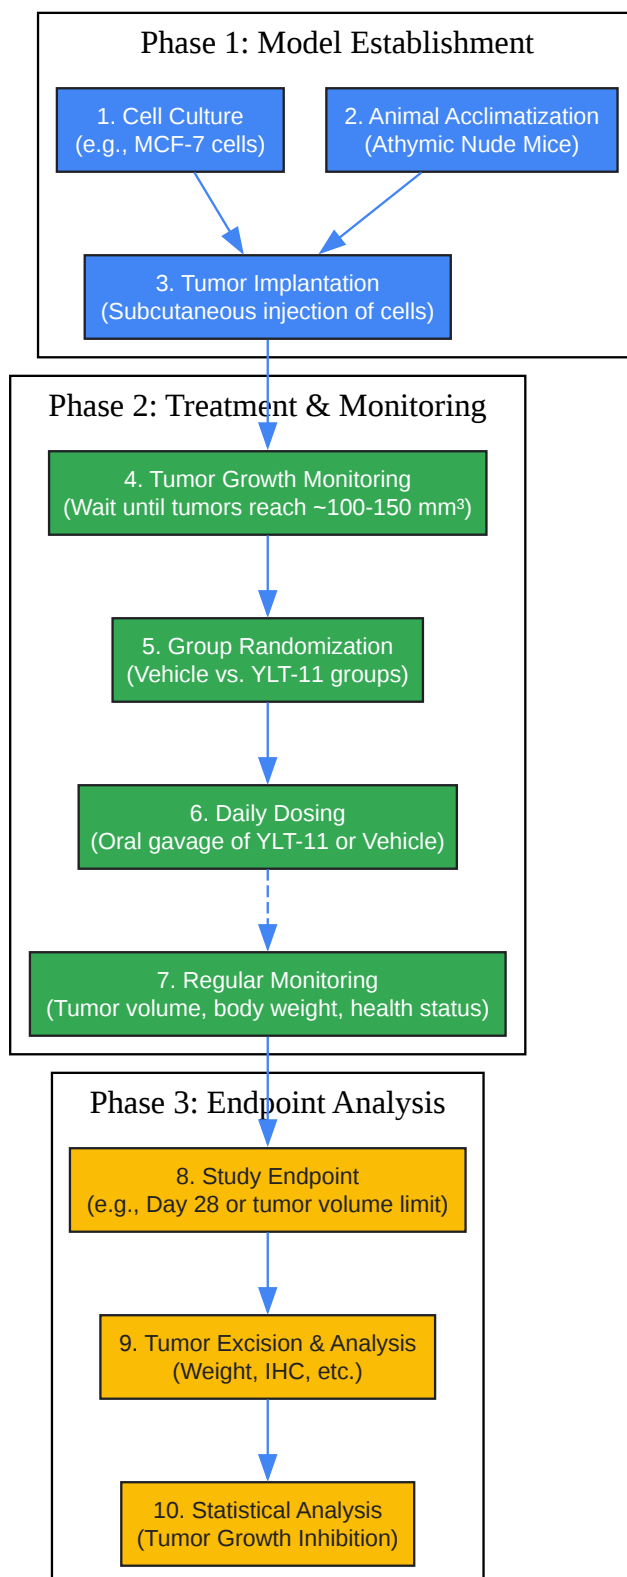 Phase 1: Model Establishment
1. Cell Culture
(e.g., MCF-7 cells)
2. Animal Acclimatization
(Athymic Nude Mice)
3. Tumor Implantation
(Subcutaneous injection of cells)
Phase 2: Treatment & Monitoring
4. Tumor Growth Monitoring
(Wait until tumors reach ~100-150 mm³)
5. Group Randomization
(Vehicle vs. YLT-11 groups)
6. Daily Dosing
(Oral gavage of YLT-11 or Vehicle)
7. Regular Monitoring
(Tumor volume, body weight, health status)
Phase 3: Endpoint Analysis
8. Study Endpoint
(e.g., Day 28 or tumor volume limit)
9. Tumor Excision & Analysis
(Weight, IHC, etc.)
10. Statistical Analysis
(Tumor Growth Inhibition)